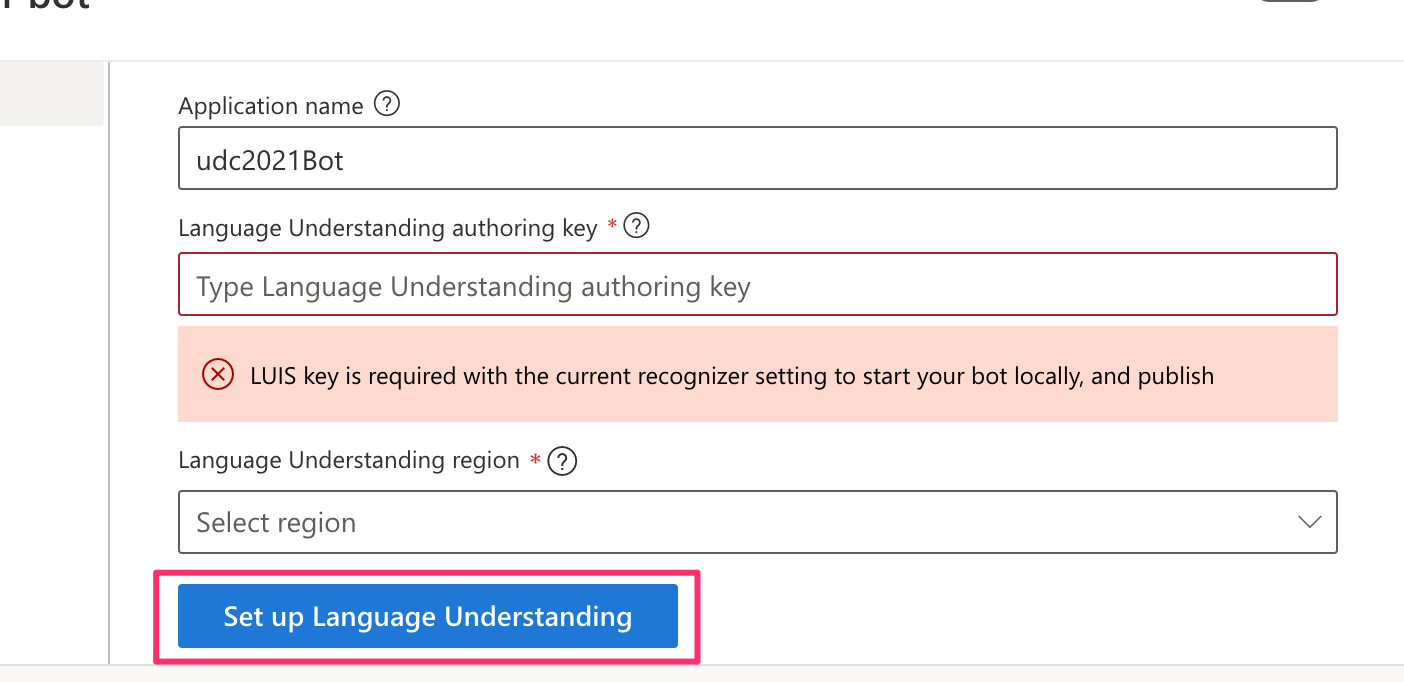 bot
Application name
udc2021Bot
Language Understanding authoring key *
Type Language Understanding authoring key
LUIS key is required with the current recognizer setting to start your bot locally, and publish
Language Understanding region *
Select region
Set up Language Understanding